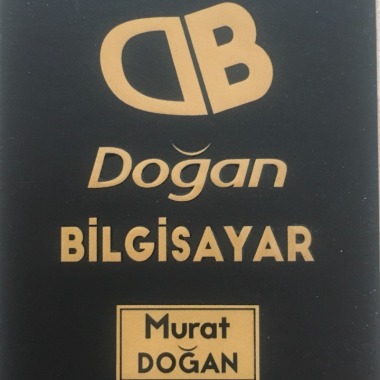 DB
Doğan
BİLGİSAYAR
Murat
DOĞAN